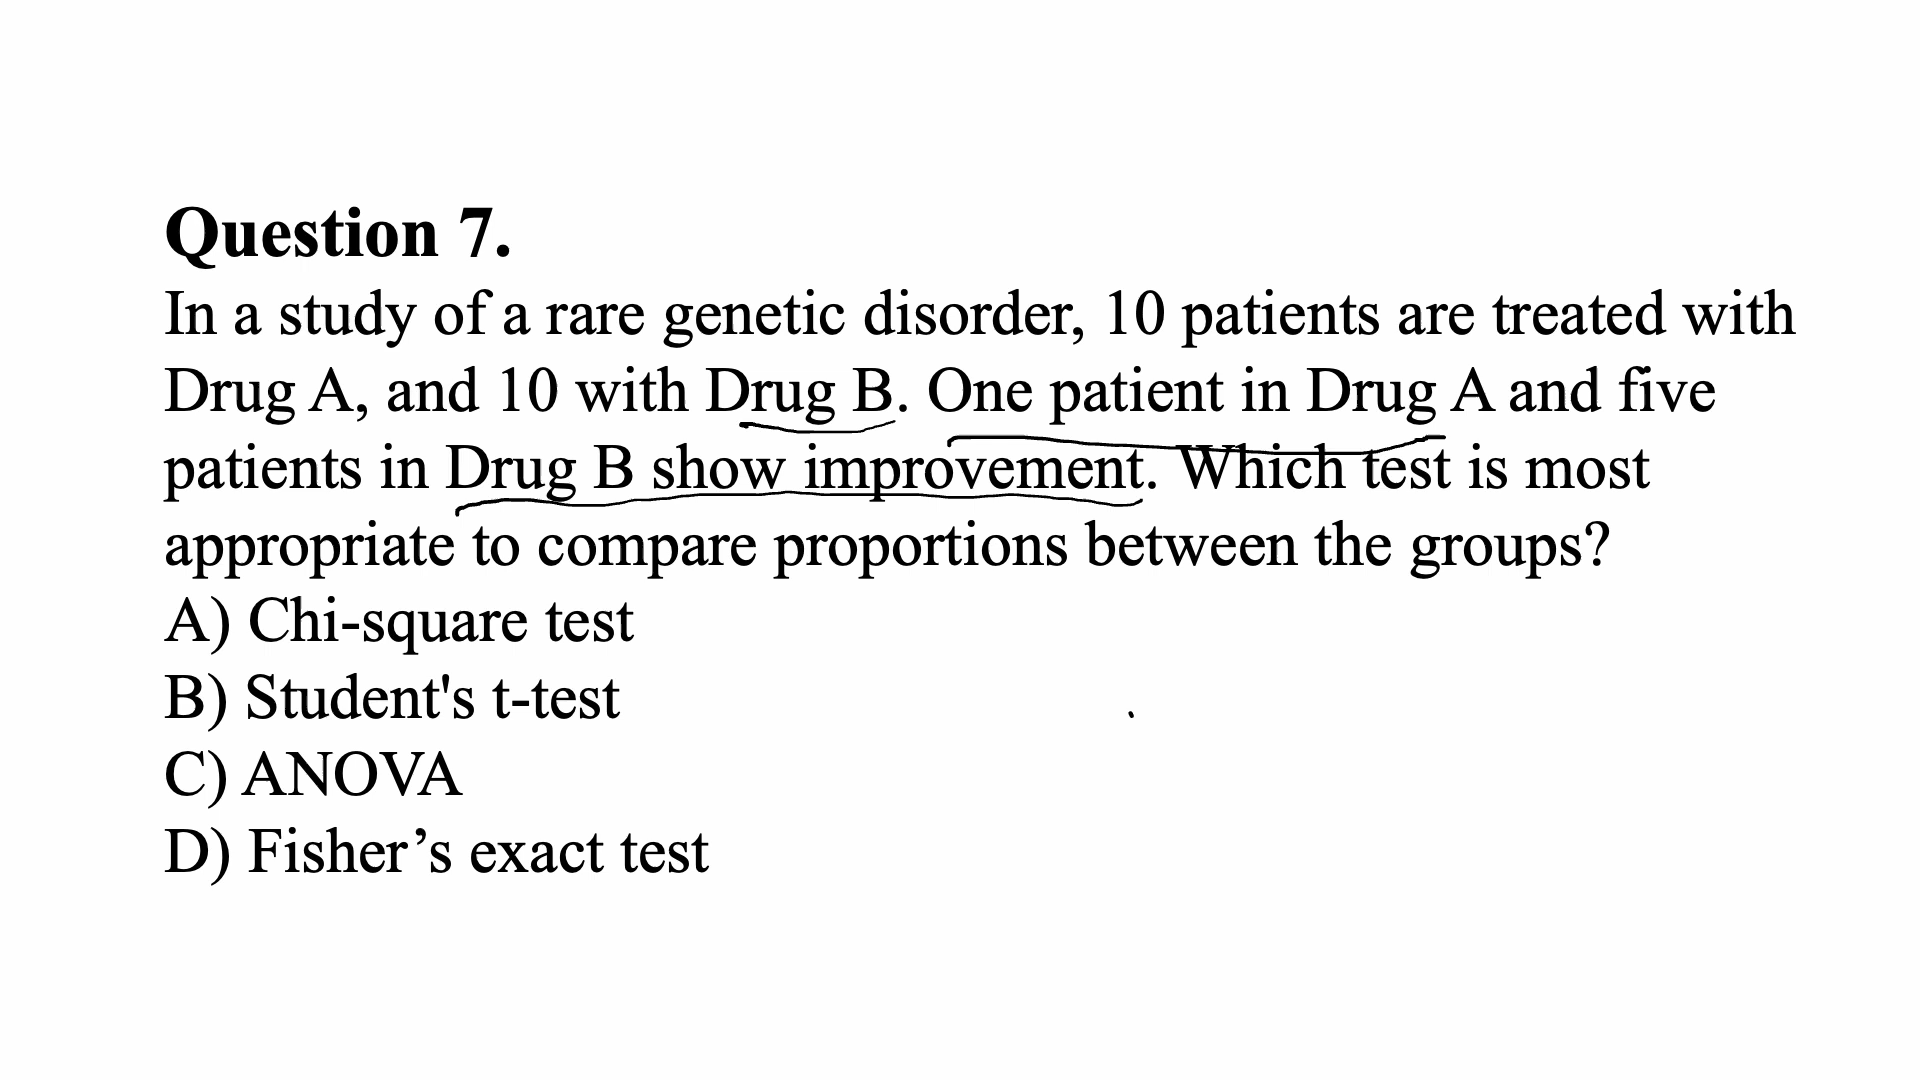 Question 7.
In a study of a rare genetic disorder, 10 patients are treated with
Drug A, and 10 with Drug B. One patient in Drug A and five
patients in Drug B show improvement. Which test is most
appropriate to compare proportions between the groups?
A) Chi-square test
B) Student's t-test
C) ANOVA
D) Fisher’s exact test